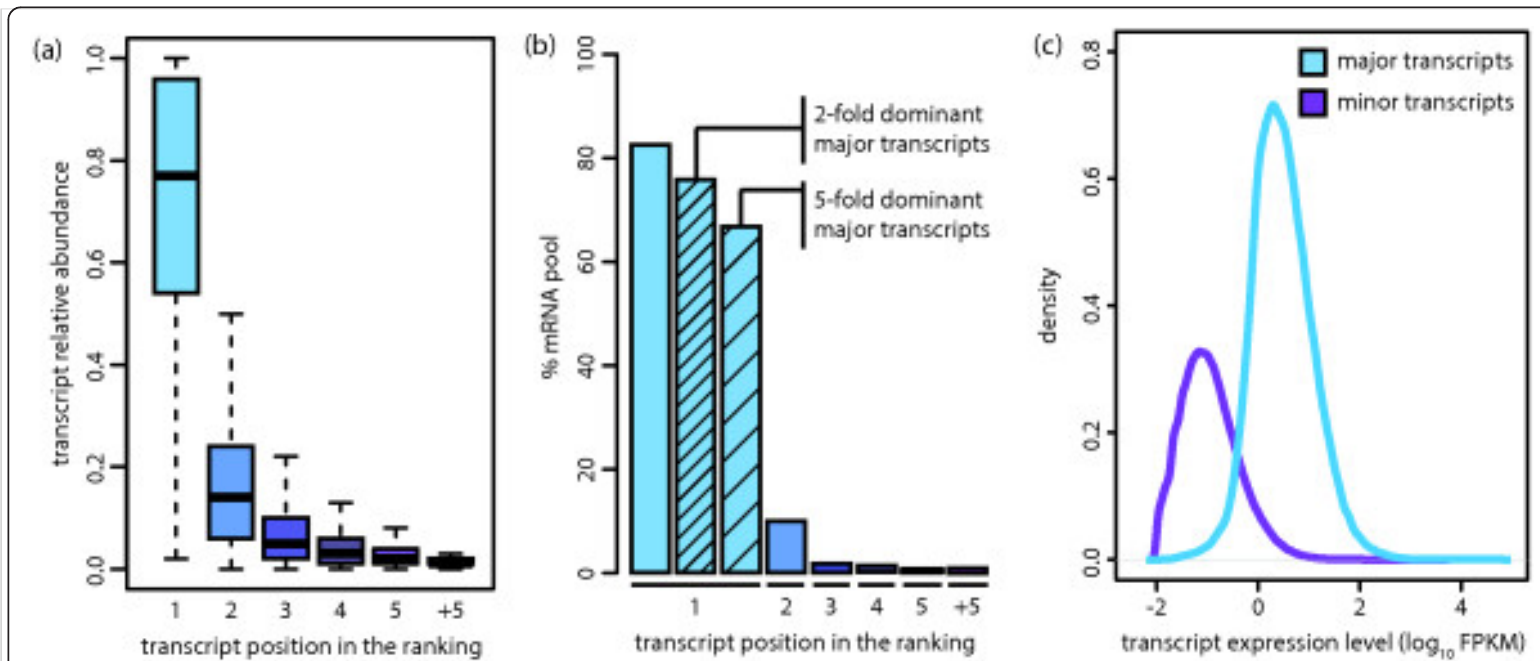 (a)
transcript relative abundance
1.0
0.8
0.6
0.4
0.2
0.0
1 2 3 4 5 +5
transcript position in the ranking
(b)
% mRNA pool
100
80
60
40
20
0
2-fold dominant
major transcripts
5-fold dominant
major transcripts
1 2 3 4 5 +5
transcript position in the ranking
(c)
density
0.8
0.6
0.4
0.2
0.0
major transcripts
minor transcripts
-2 0 2 4
transcript expression level (log10 FPKM)